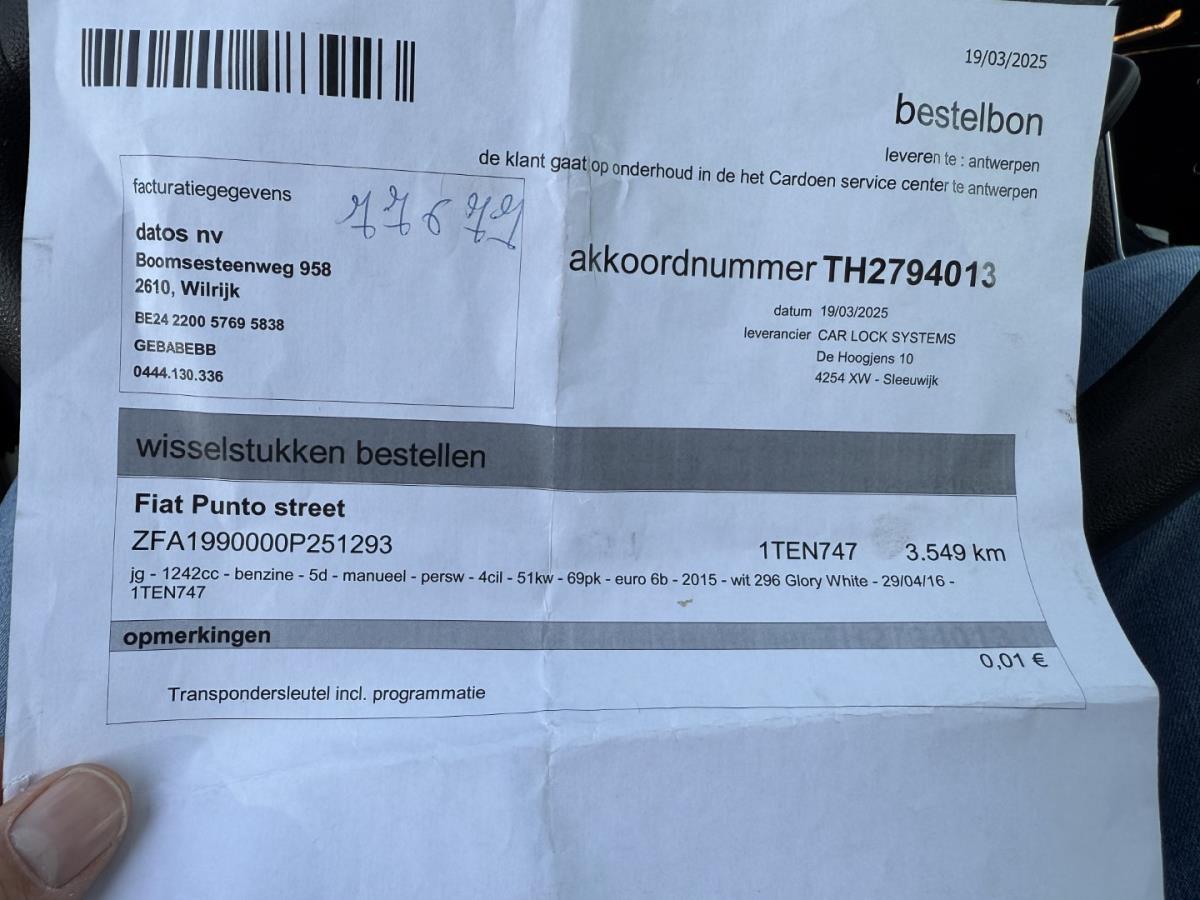 19/03/2025
bestelbon
leveren te : antwerpen
de klant gaat op onderhoud in de het Cardoen service center te antwerpen
facturatiegegevens
datos nv
Boomsesteenweg 958
2610, Wilrijk
BE24 2200 5769 5838
GEBABEBB
0444.130.336
akkoordnummer TH2794013
datum 19/03/2025
leverancier CAR LOCK SYSTEMS
De Hoogjens 10
4254 XW - Sleeuwijk
wisselstukken bestellen
Fiat Punto street
ZFA1990000P251293 1TEN747 3.549 km
jg - 1242cc - benzine - 5d - manueel - persw - 4cil - 51kw - 69pk - euro 6b - 2015 - wit 296 Glory White - 29/04/16 -
1TEN747
opmerkingen
0,01 €
Transpondersleutel incl. programmatie